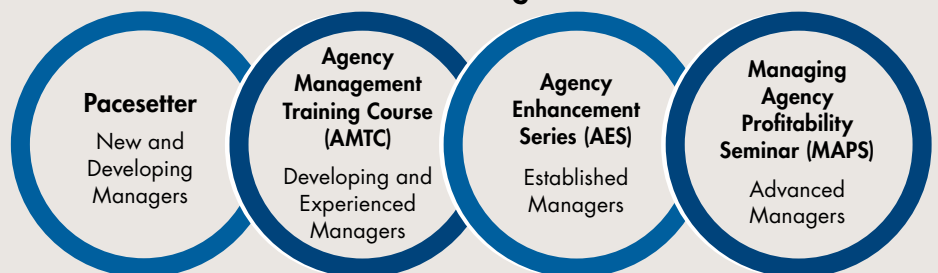 Pacesetter
New and
Developing
Managers
Agency
Management
Training Course
(AMTC)
Developing and
Experienced
Managers
Agency
Enhancement
Series (AES)
Established
Managers
Managing
Agency
Profitability
Seminar (MAPS)
Advanced
Managers